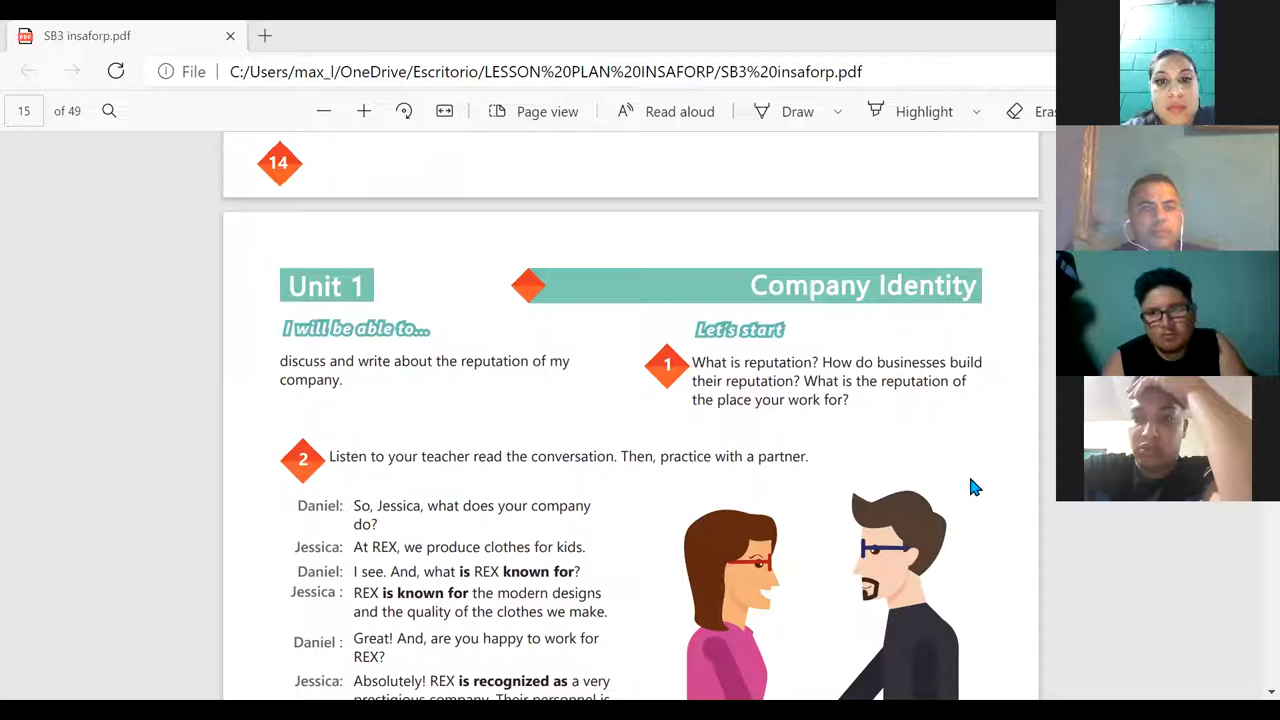 SB3 insaforp.pdf
File C:/Users/max_l/OneDrive/Escritorio/LESSON%20PLAN%20INSAFORP/SB3%20insaforp.pdf
15 of 49 Page view Read aloud Draw Highlight Eras
14
Unit 1 Company Identity
I will be able to...
discuss and write about the reputation of my
company.
Let's start
1 What is reputation? How do businesses build
their reputation? What is the reputation of
the place your work for?
2 Listen to your teacher read the conversation. Then, practice with a partner.
Daniel: So, Jessica, what does your company
do?
Jessica: At REX, we produce clothes for kids.
Daniel: I see. And, what is REX known for?
Jessica : REX is known for the modern designs
and the quality of the clothes we make.
Daniel : Great! And, are you happy to work for
REX?
Jessica: Absolutely! REX is recognized as a very
prestigious company. Their personnel is